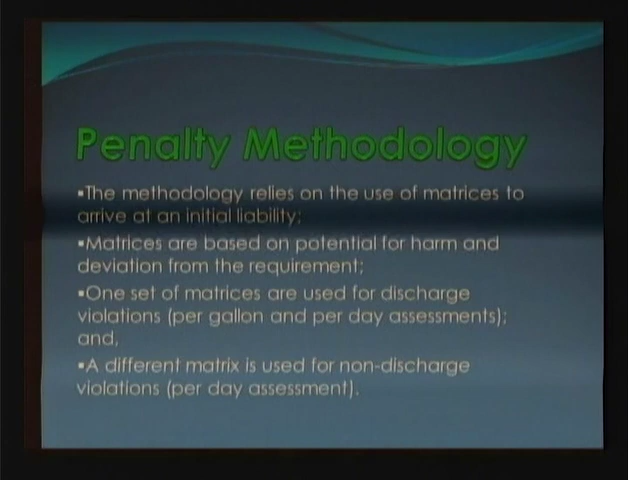 Penalty Methodology
▪The methodology relies on the use of matrices to
arrive at an initial liability;
▪Matrices are based on potential for harm and
deviation from the requirement;
▪One set of matrices are used for discharge
violations (per gallon and per day assessments);
and,
▪A different matrix is used for non-discharge
violations (per day assessment).